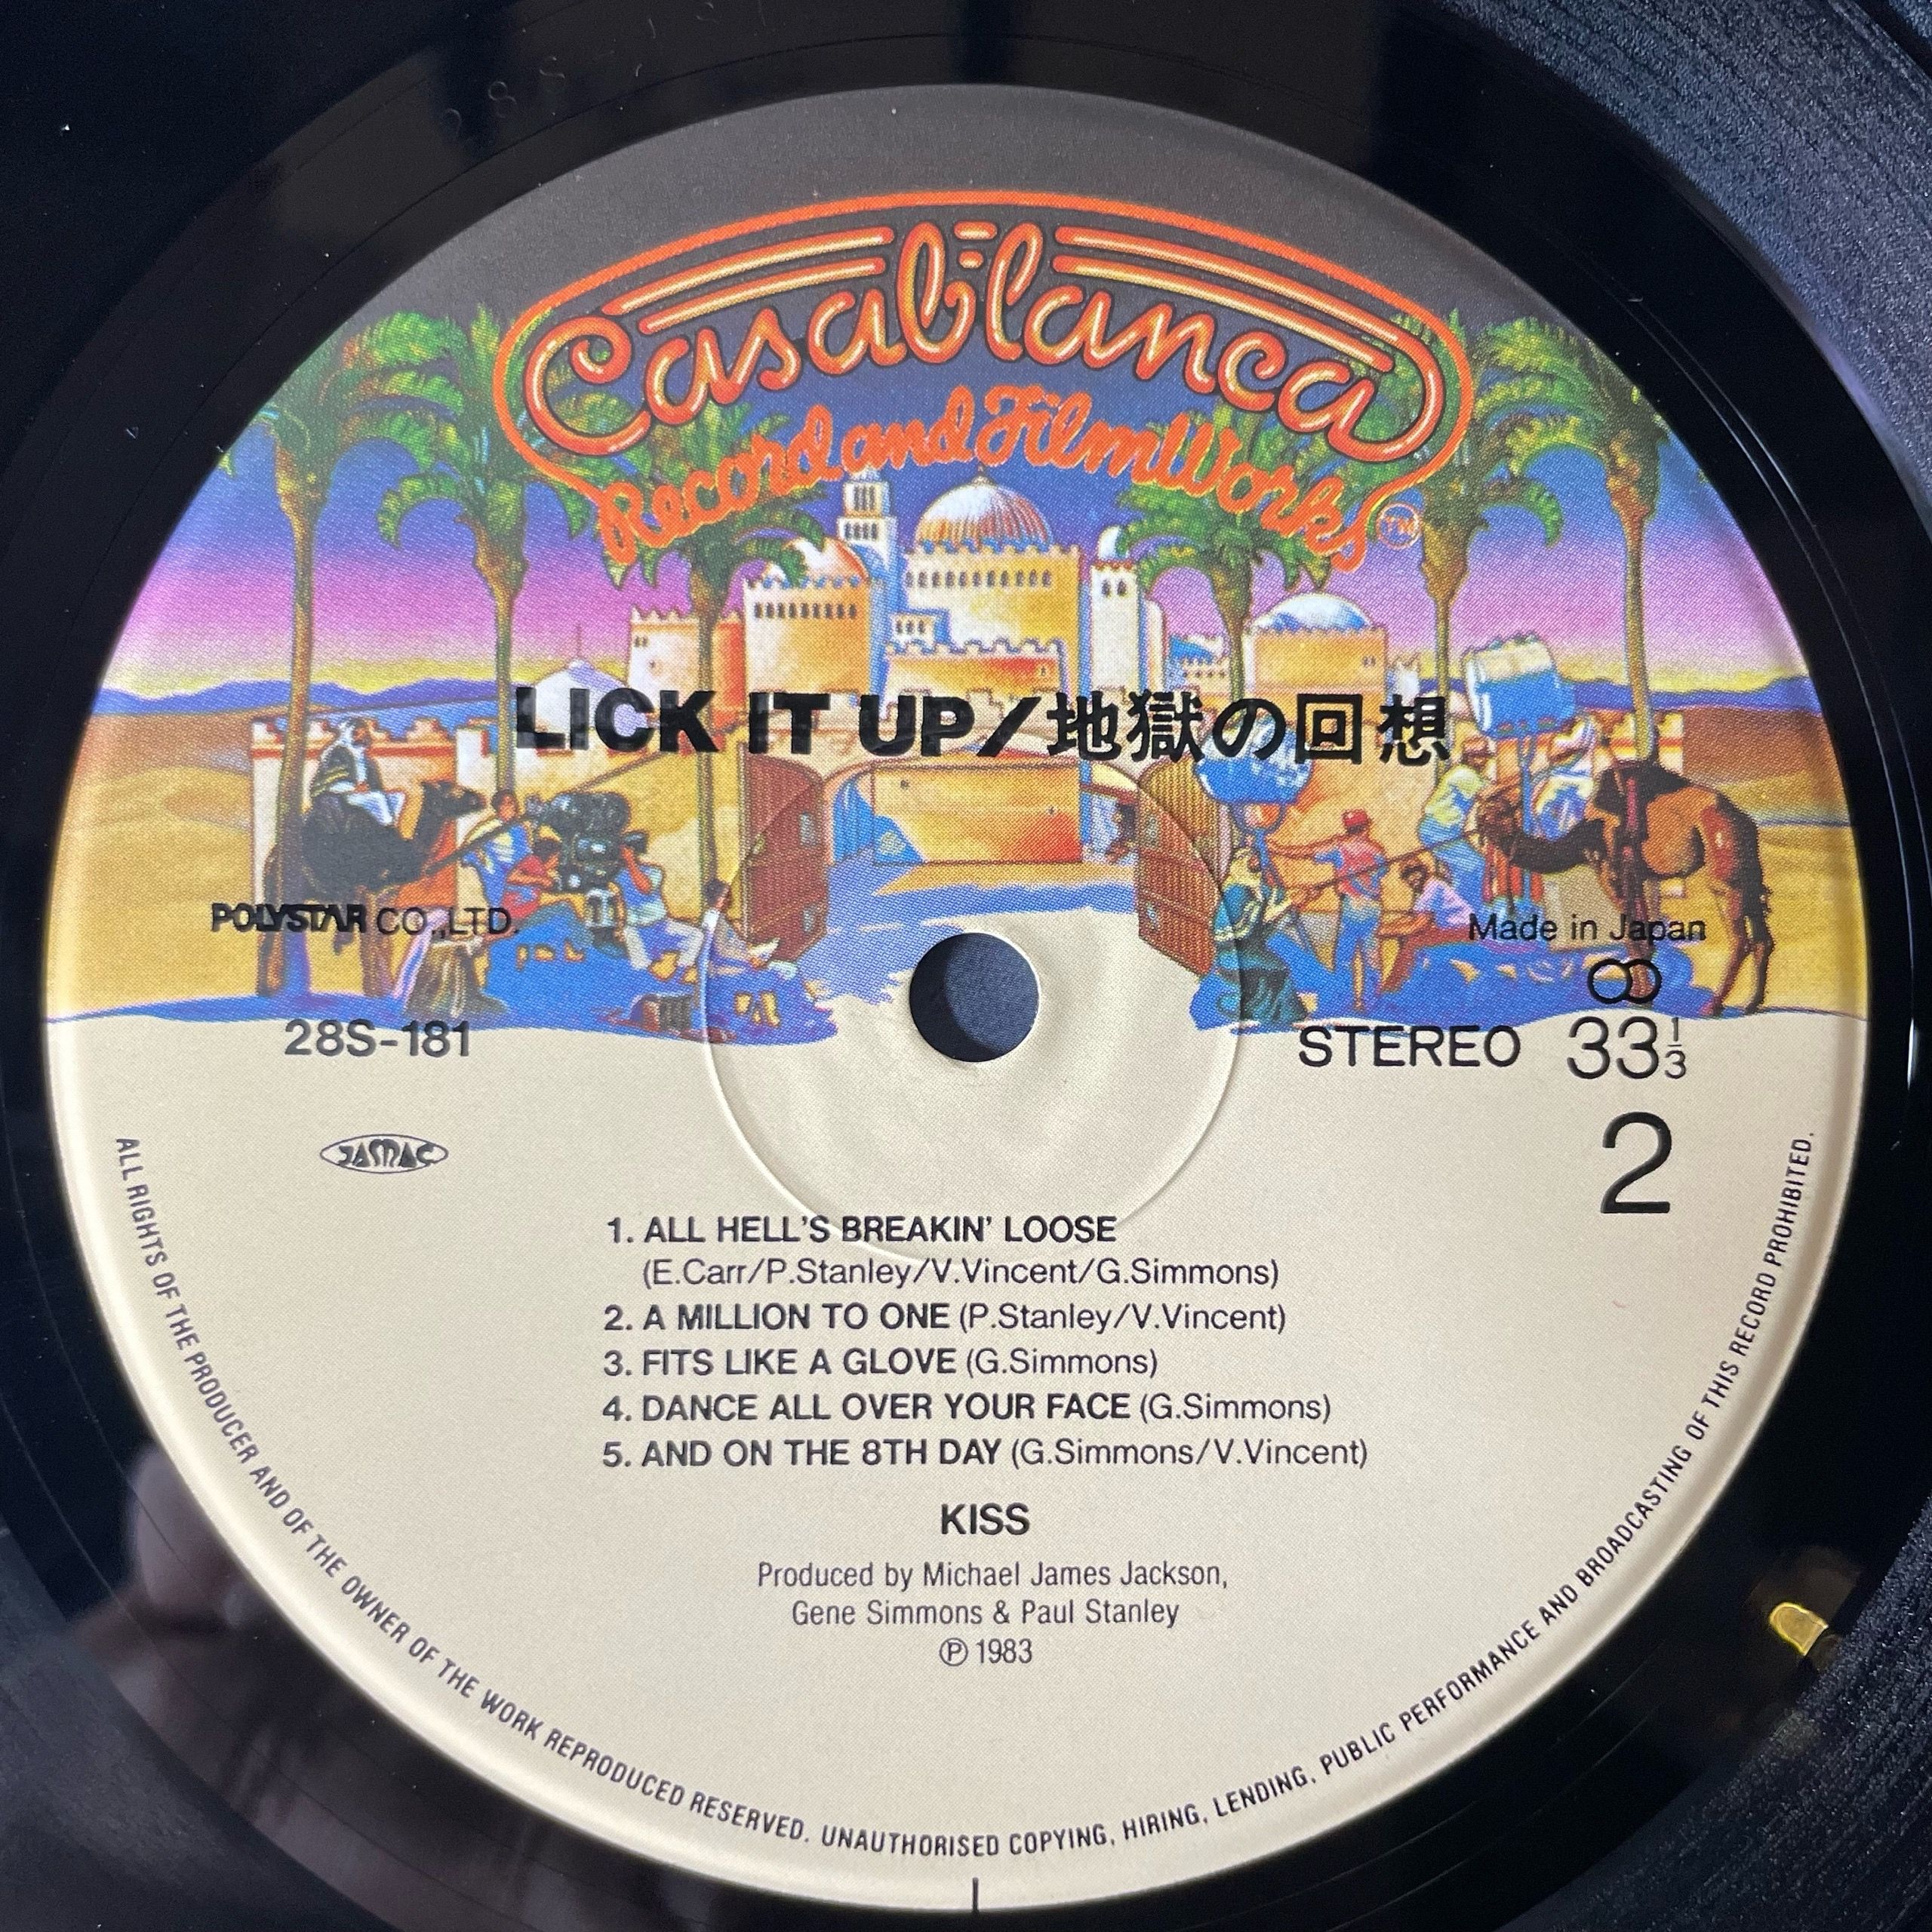 Casablanca
Record and FilmWorks TM
LICK IT UP/地獄の回想
POLYSTAR CO.,LTD.
Made in Japan
28S-181
STEREO 33 1/3
JASRAC
2
1. ALL HELL'S BREAKIN' LOOSE
(E.Carr/P.Stanley/V.Vincent/G.Simmons)
2. A MILLION TO ONE (P.Stanley/V.Vincent)
3. FITS LIKE A GLOVE (G.Simmons)
4. DANCE ALL OVER YOUR FACE (G.Simmons)
5. AND ON THE 8TH DAY (G.Simmons/V.Vincent)
KISS
Produced by Michael James Jackson,
Gene Simmons & Paul Stanley
℗ 1983
ALL RIGHTS OF THE PRODUCER AND OF THE OWNER OF THE WORK REPRODUCED RESERVED. UNAUTHORISED COPYING, HIRING, LENDING, PUBLIC PERFORMANCE AND BROADCASTING OF THIS RECORD PROHIBITED.